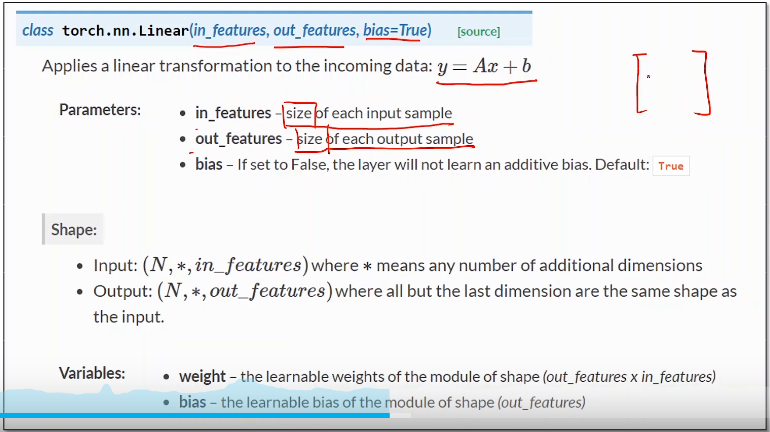 class torch.nn.Linear(in_features, out_features, bias=True) [source]
Applies a linear transformation to the incoming data: y = Ax + b
Parameters:
• in_features – size of each input sample
• out_features – size of each output sample
• bias – If set to False, the layer will not learn an additive bias. Default: True
Shape:
• Input: (N, ∗, in_features) where ∗ means any number of additional dimensions
• Output: (N, ∗, out_features) where all but the last dimension are the same shape as
the input.
Variables:
• weight – the learnable weights of the module of shape (out_features x in_features)
• bias – the learnable bias of the module of shape (out_features)